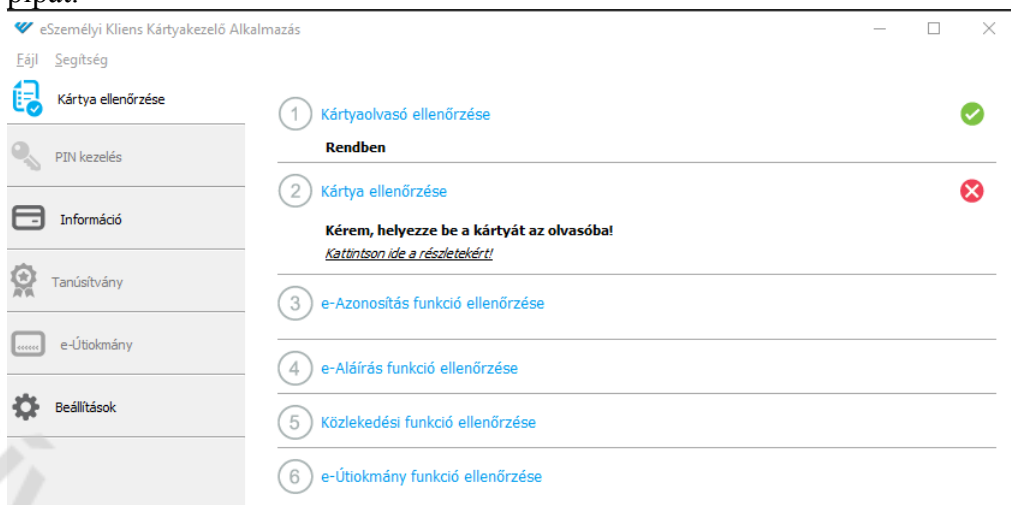 pipát.
eSzemélyi Kliens Kártyakezelő Alkalmazás
Fájl Segítség
Kártya ellenőrzése
PIN kezelés
Információ
Tanúsítvány
e-Útiokmány
Beállítások
1 Kártyaolvasó ellenőrzése
Rendben
2 Kártya ellenőrzése
Kérem, helyezze be a kártyát az olvasóba!
Kattintson ide a részletekért!
3 e-Azonosítás funkció ellenőrzése
4 e-Aláírás funkció ellenőrzése
5 Közlekedési funkció ellenőrzése
6 e-Útiokmány funkció ellenőrzése